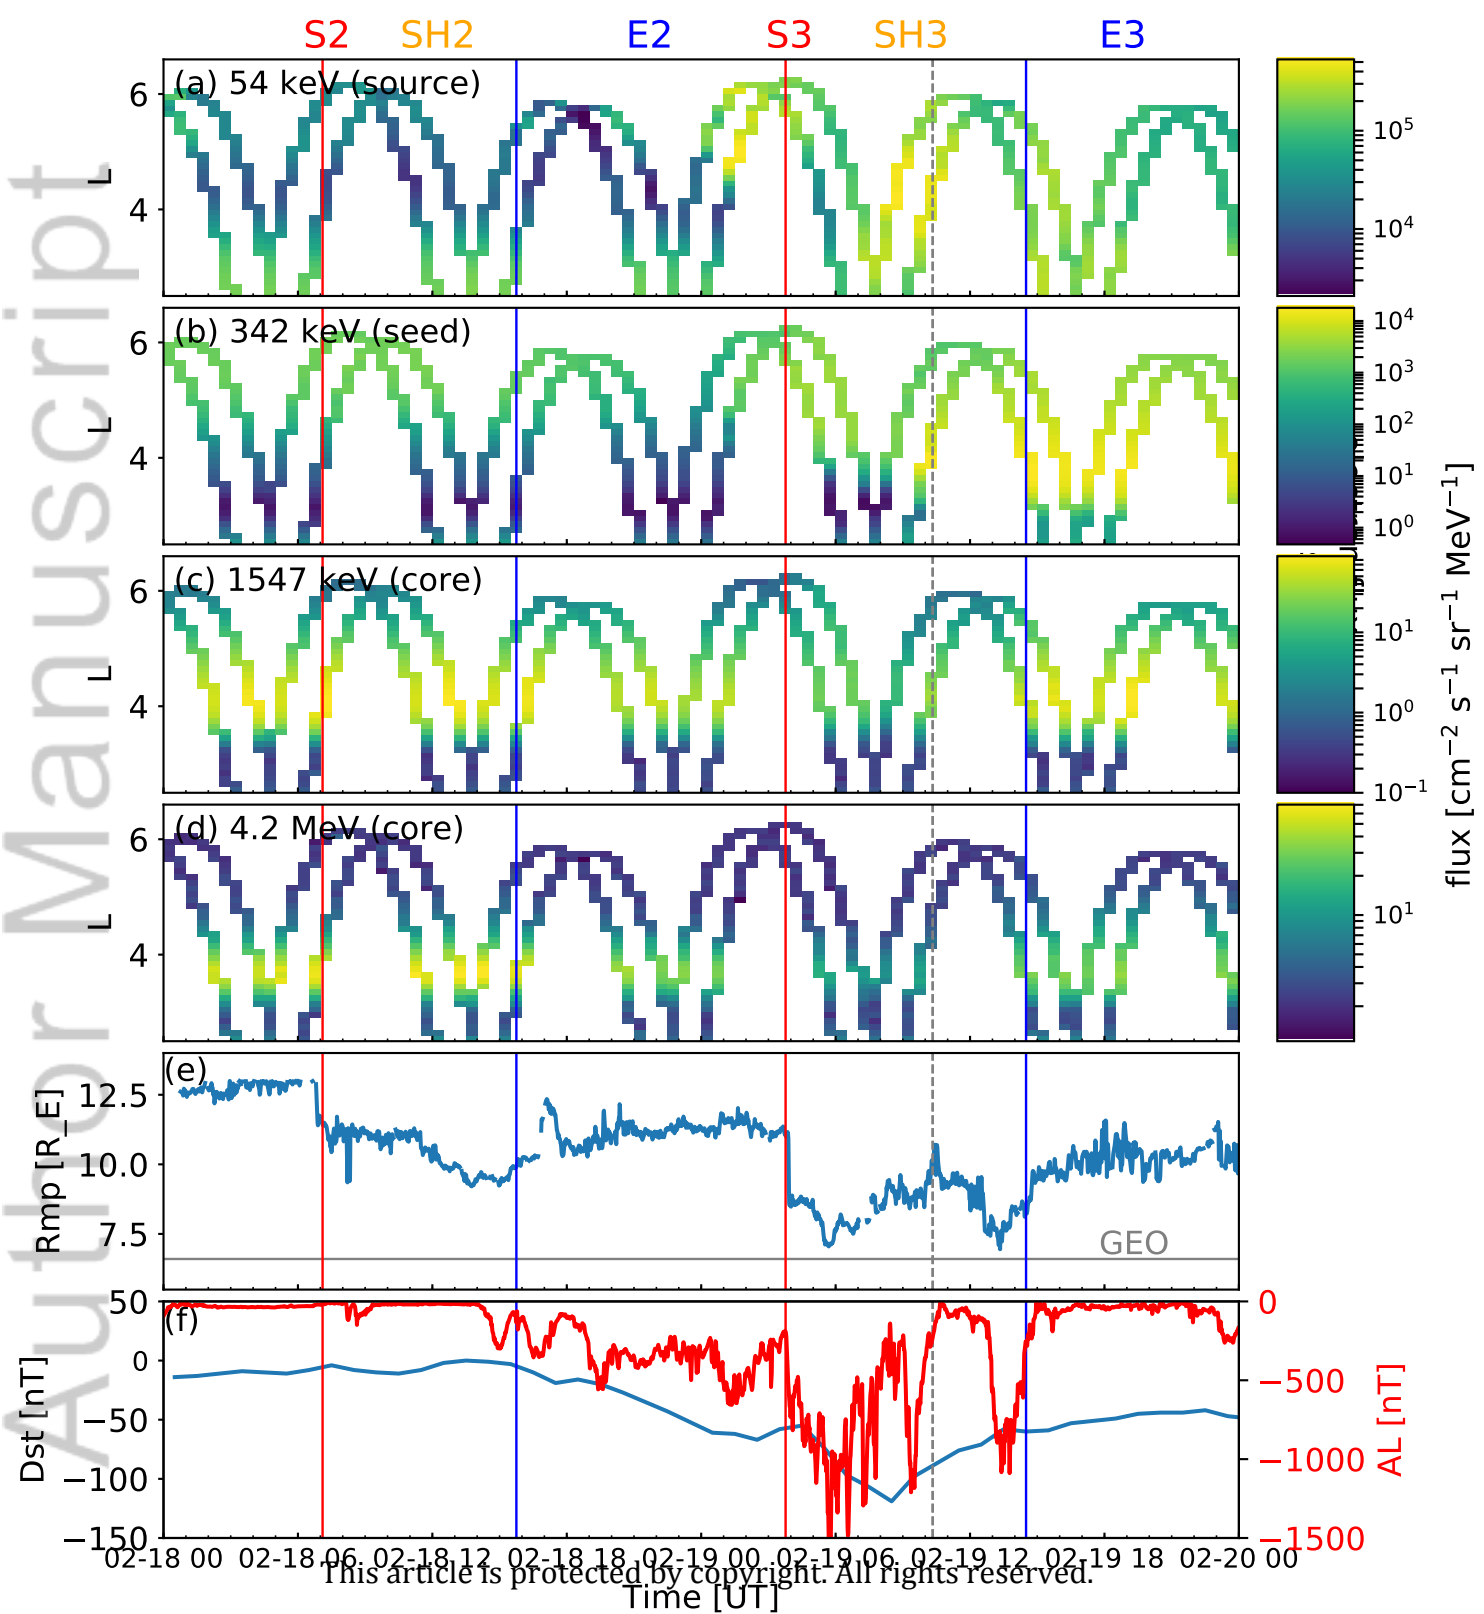 S2 SH2 E2 S3 SH3 E3
Author Manuscript
(a) 54 keV (source)
6
4
L
10^5
10^4
(b) 342 keV (seed)
6
4
L
10^4
10^3
10^2
10^1
10^0
flux [cm^−2 s^−1 sr^−1 MeV^−1]
(c) 1547 keV (core)
6
4
L
10^1
10^0
10^−1
(d) 4.2 MeV (core)
6
4
L
10^1
(e)
12.5
10.0
7.5
Rmp [R_E]
GEO
(f)
50
0
−50
−100
−150
Dst [nT]
0
−500
−1000
−1500
AL [nT]
02-18 00 02-18 06 02-18 12 02-18 18 02-19 00 02-19 06 02-19 12 02-19 18 02-20 00
This article is protected by copyright. All rights reserved.
Time [UT]